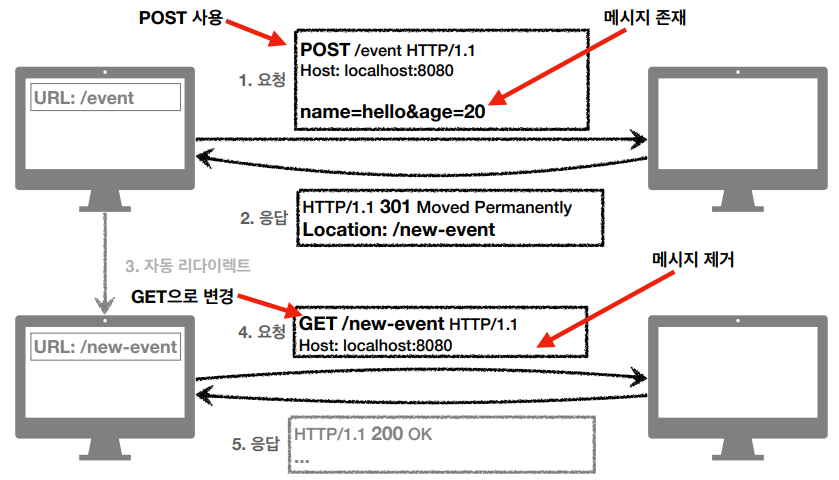 POST 사용
메시지 존재
1. 요청
POST /event HTTP/1.1
Host: localhost:8080
name=hello&age=20
URL: /event
2. 응답
HTTP/1.1 301 Moved Permanently
Location: /new-event
3. 자동 리다이렉트
GET으로 변경
메시지 제거
4. 요청
GET /new-event HTTP/1.1
Host: localhost:8080
URL: /new-event
5. 응답
HTTP/1.1 200 OK
...